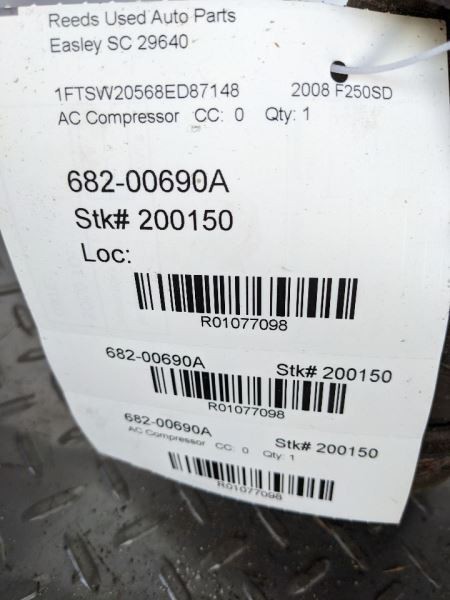 Reeds Used Auto Parts
Easley SC 29640
1FTSW20568ED87148 2008 F250SD
AC Compressor CC: 0 Qty: 1
682-00690A
Stk# 200150
Loc:
R01077098
682-00690A Stk# 200150
R01077098
682-00690A Stk# 200150
AC Compressor CC: 0 Qty: 1
R01077098